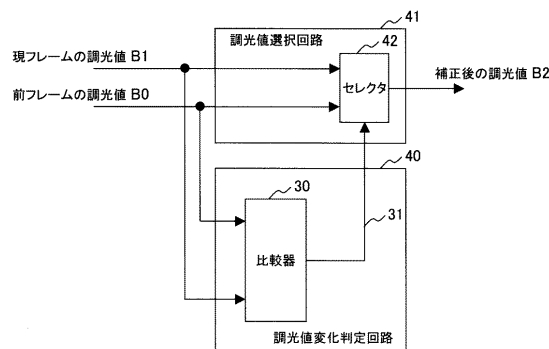 41
調光値選択回路
42
現フレームの調光値 B1
セレクタ
補正後の調光値 B2
前フレームの調光値 B0
40
30
31
比較器
調光値変化判定回路